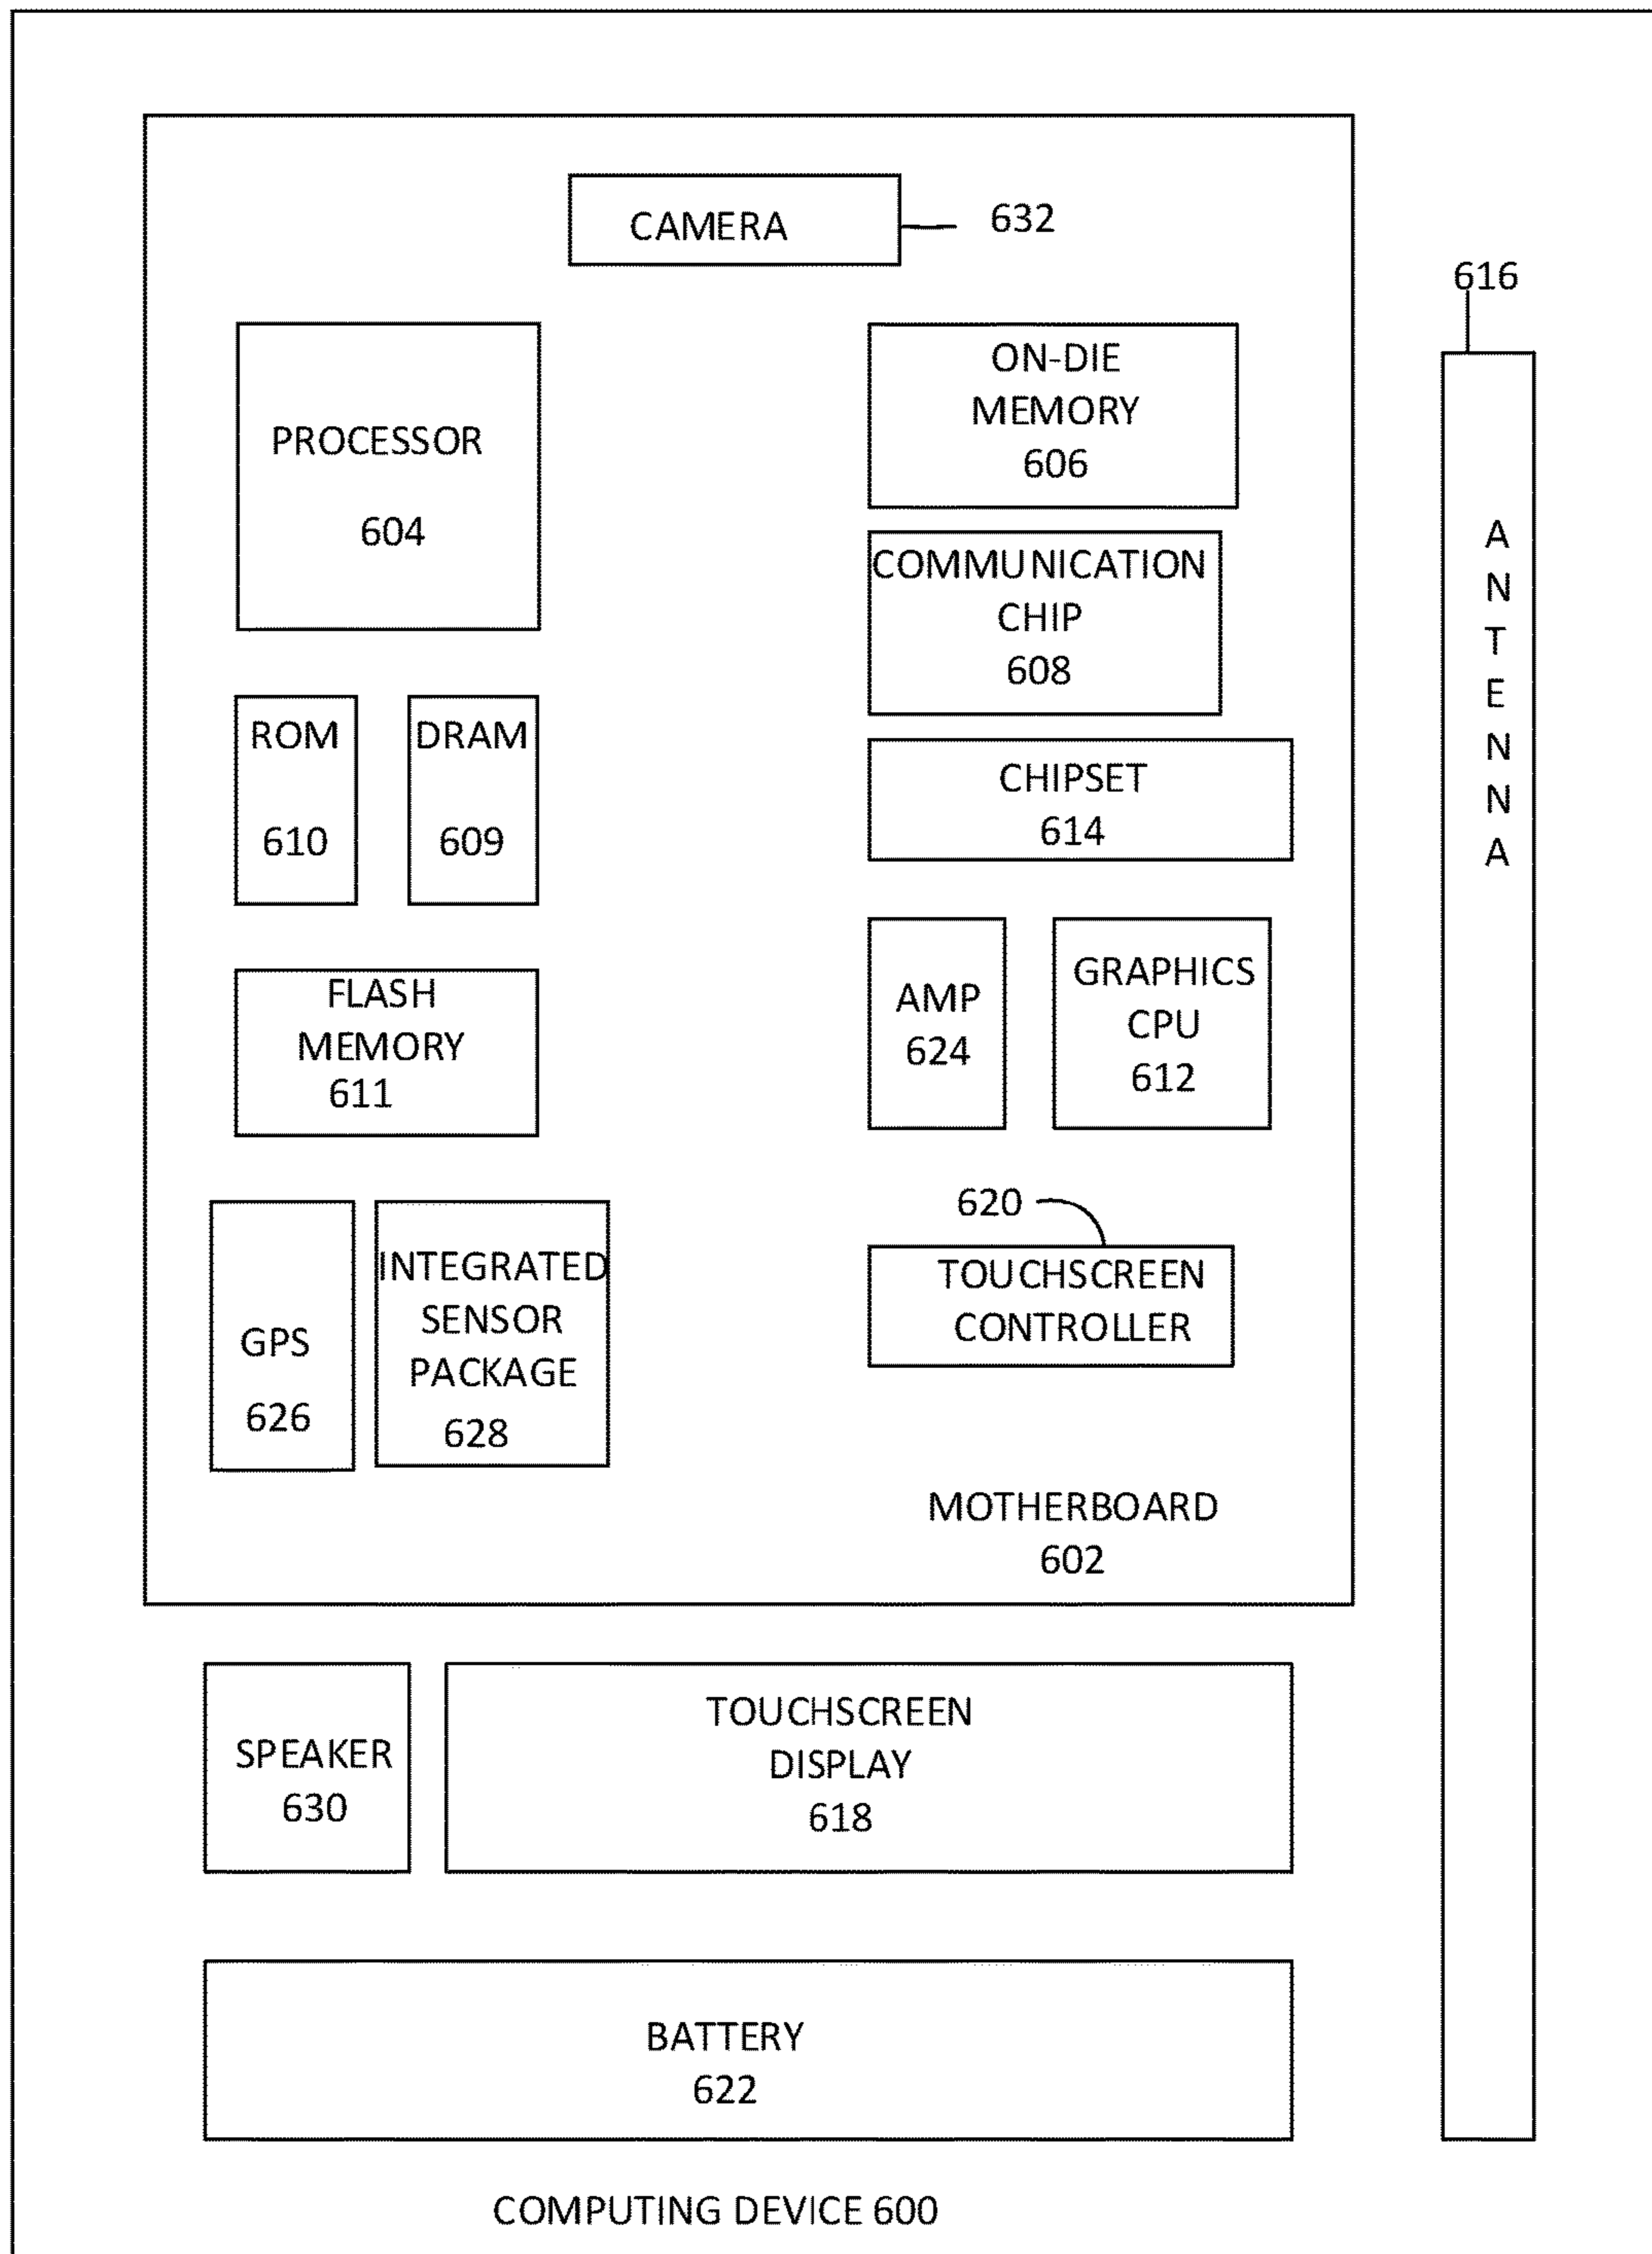 CAMERA
632
616
PROCESSOR
604
ON-DIE
MEMORY
606
COMMUNICATION
CHIP
608
ROM
610
DRAM
609
CHIPSET
614
FLASH
MEMORY
611
AMP
624
GRAPHICS
CPU
612
GPS
626
INTEGRATED
SENSOR
PACKAGE
628
620
TOUCHSCREEN
CONTROLLER
MOTHERBOARD
602
A
N
T
E
N
N
A
SPEAKER
630
TOUCHSCREEN
DISPLAY
618
BATTERY
622
COMPUTING DEVICE 600